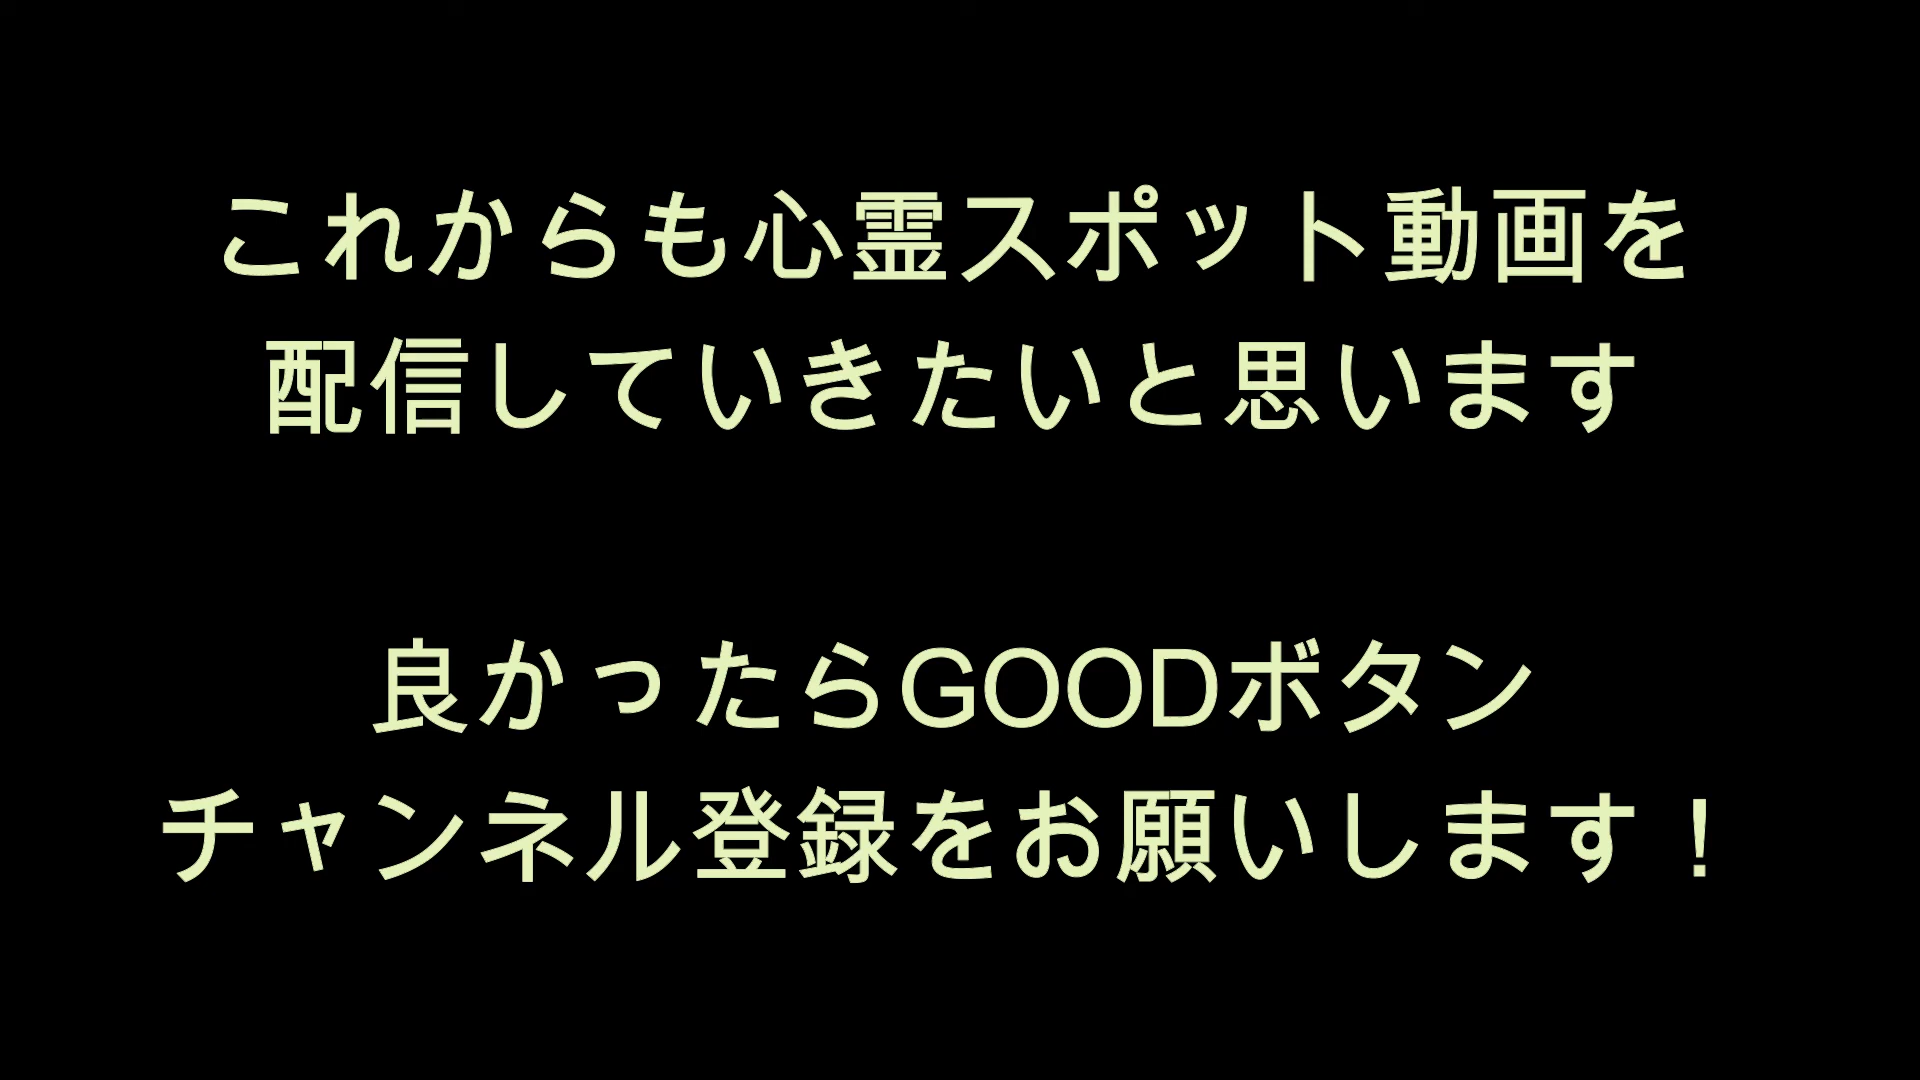 これからも心霊スポット動画を
配信していきたいと思います
良かったらGOODボタン
チャンネル登録をお願いします！